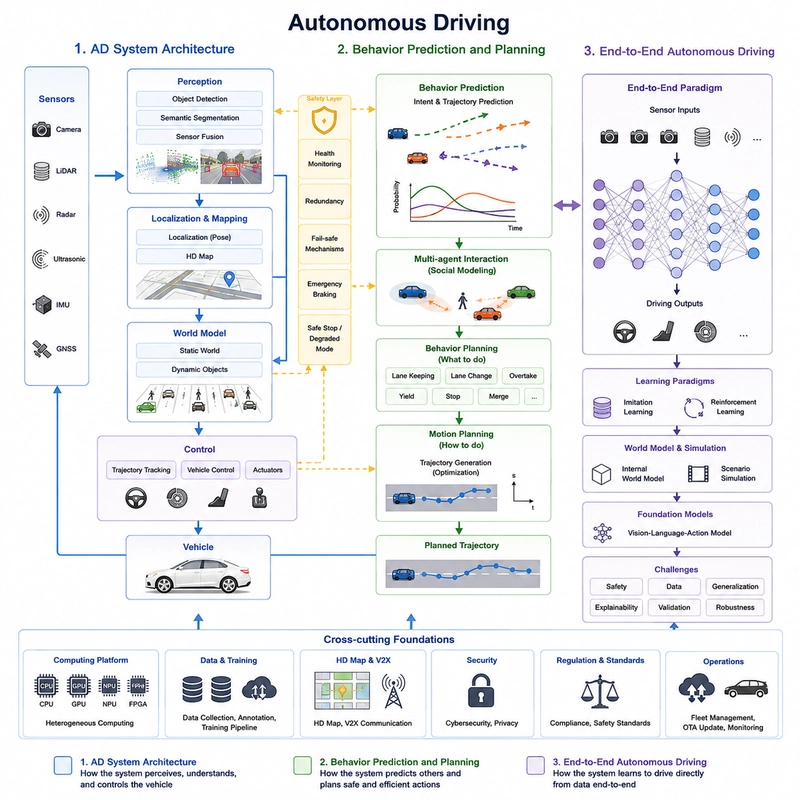 Autonomous Driving
1. AD System Architecture
2. Behavior Prediction and Planning
3. End-to-End Autonomous Driving
Sensors
Camera
LiDAR
Radar
Ultrasonic
IMU
GNSS
Perception
Object Detection
Semantic Segmentation
Sensor Fusion
Localization & Mapping
Localization (Pose)
HD Map
World Model
Static World
Dynamic Objects
Control
Trajectory Tracking
Vehicle Control
Actuators
Vehicle
Safety Layer
Health
Monitoring
Redundancy
Fail-safe
Mechanisms
Emergency
Braking
Safe Stop /
Degraded
Mode
Behavior Prediction
Intent & Trajectory Prediction
Probability
Time
Multi-agent Interaction
(Social Modeling)
Behavior Planning
(What to do)
Lane Keeping
Lane Change
Overtake
Yield
Stop
Merge
...
Motion Planning
(How to do)
Trajectory Generation
(Optimization)
s
t
Planned Trajectory
End-to-End Paradigm
Sensor Inputs
...
Driving Outputs
...
Learning Paradigms
Imitation
Learning
Reinforcement
Learning
World Model & Simulation
Internal
World Model
Scenario
Simulation
Foundation Models
Vision-Language-Action Model
Challenges
Safety
Data
Generalization
Explainability
Validation
Robustness
Cross-cutting Foundations
Computing Platform
CPU
GPU
NPU
CPU
GPU
NPU
FPGA
Heterogeneous Computing
Data & Training
Data Collection, Annotation,
Training Pipeline
HD Map & V2X
HD Map, V2X Communication
Security
Cybersecurity, Privacy
Regulation & Standards
Compliance, Safety Standards
Operations
Fleet Management,
OTA Update, Monitoring
1. AD System Architecture
How the system perceives, understands,
and controls the vehicle
2. Behavior Prediction and Planning
How the system predicts others and
plans safe and efficient actions
3. End-to-End Autonomous Driving
How the system learns to drive directly
from data end-to-end